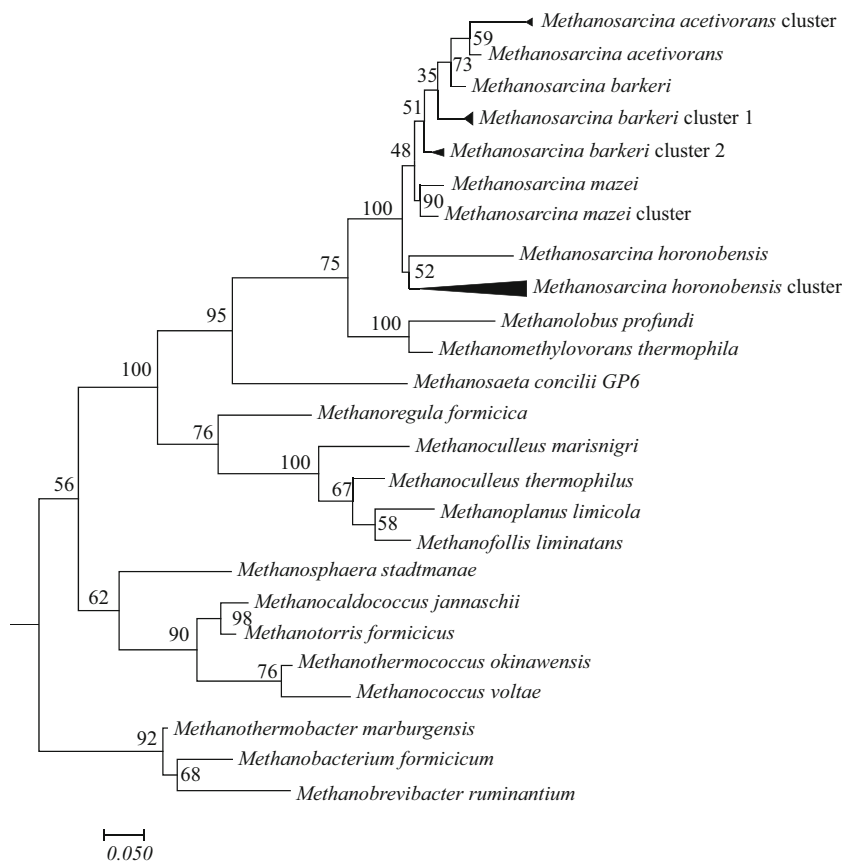 Methanosarcina acetivorans cluster
59
Methanosarcina acetivorans
73
35
Methanosarcina barkeri
51
Methanosarcina barkeri cluster 1
48
Methanosarcina barkeri cluster 2
Methanosarcina mazei
90
100
Methanosarcina mazei cluster
Methanosarcina horonobensis
75
52
Methanosarcina horonobensis cluster
95
100
Methanolobus profundi
Methanomethylovorans thermophila
100
Methanosaeta concilii GP6
Methanoregula formicica
76
Methanoculleus marisnigri
100
56
Methanoculleus thermophilus
67
Methanoplanus limicola
58
Methanofollis liminatans
Methanosphaera stadtmanae
62
Methanocaldococcus jannaschii
98
90
Methanotorris formicicus
Methanothermococcus okinawensis
76
Methanococcus voltae
Methanothermobacter marburgensis
92
Methanobacterium formicicum
68
Methanobrevibacter ruminantium
0.050